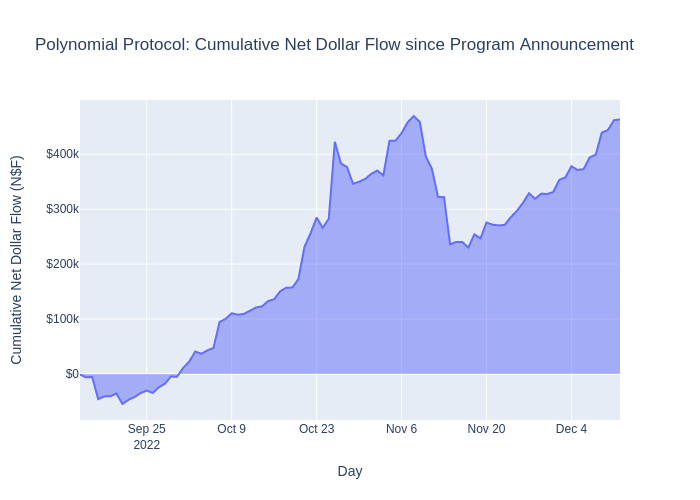 Polynomial Protocol: Cumulative Net Dollar Flow since Program Announcement
Cumulative Net Dollar Flow (N$F)
$400k
$300k
$200k
$100k
$0
Sep 25
2022
Oct 9
Oct 23
Nov 6
Nov 20
Dec 4
Day